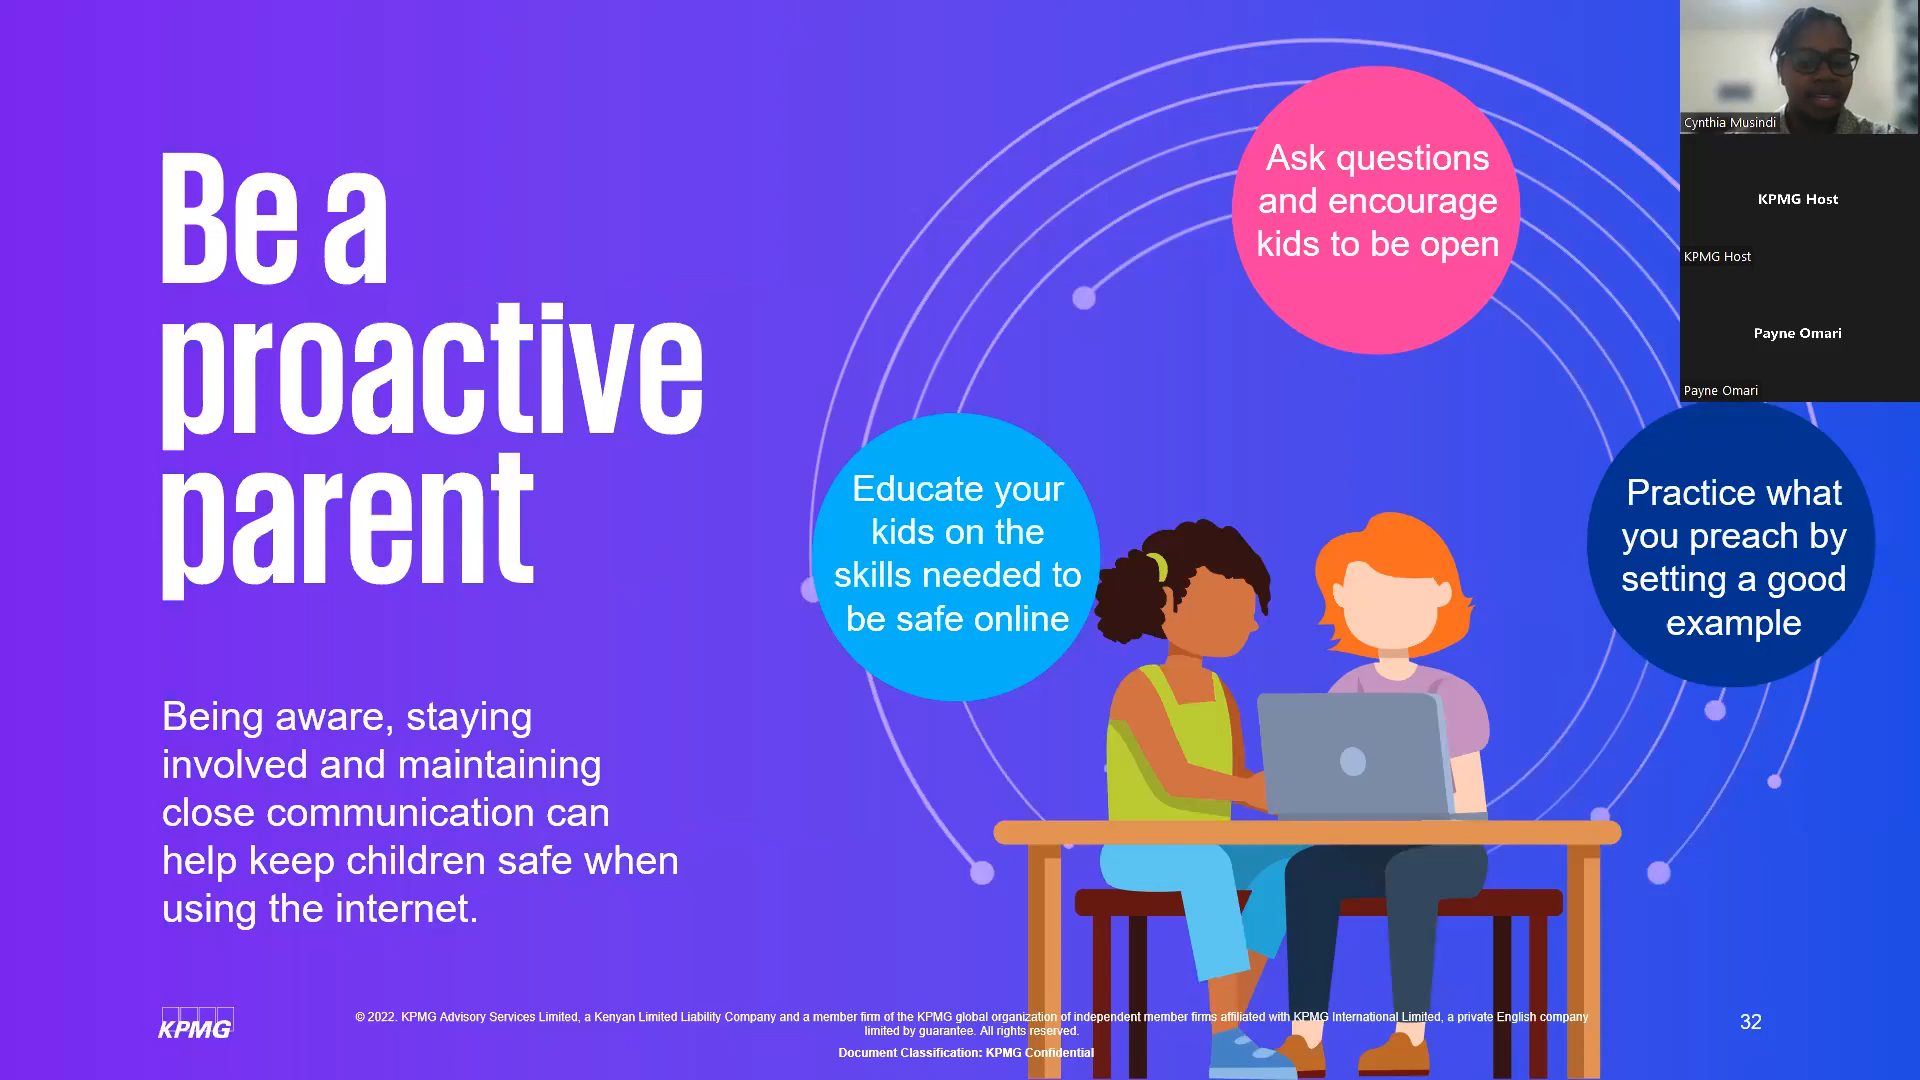 Be a
proactive
parent
Being aware, staying
involved and maintaining
close communication can
help keep children safe when
using the internet.
Ask questions
and encourage
kids to be open
Educate your
kids on the
skills needed to
be safe online
Practice what
you preach by
setting a good
example
Cynthia Musindi
KPMG Host
KPMG Host
Payne Omari
Payne Omari
KPMG
© 2022. KPMG Advisory Services Limited, a Kenyan Limited Liability Company and a member firm of the KPMG global organization of independent member firms affiliated with KPMG International Limited, a private English company
limited by guarantee. All rights reserved.
Document Classification: KPMG Confidential
32